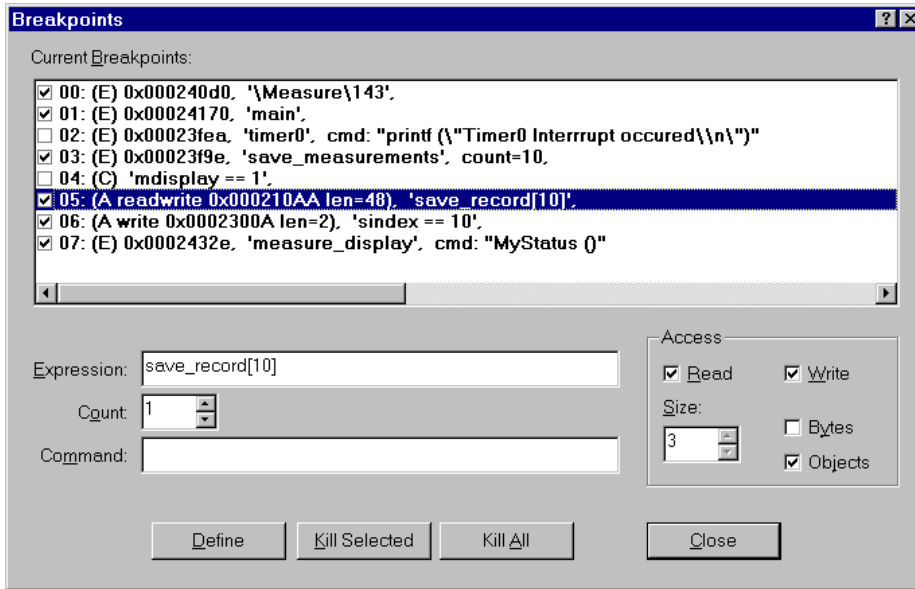 Breakpoints
Current Breakpoints:
00: (E) 0x000240d0, '\Measure\143',
01: (E) 0x00024170, 'main',
02: (E) 0x00023fea, 'timer0', cmd: "printf (\"Timer0 Interrrupt occured\\n\")"
03: (E) 0x00023f9e, 'save_measurements', count=10,
04: (C) 'mdisplay == 1',
05: (A readwrite 0x000210AA len=48), 'save_record[10]',
06: (A write 0x0002300A len=2), 'sindex == 10',
07: (E) 0x0002432e, 'measure_display', cmd: "MyStatus ()"
Expression: save_record[10]
Count: 1
Command:
Access
Read Write
Size:
3
Bytes
Objects
Define Kill Selected Kill All Close